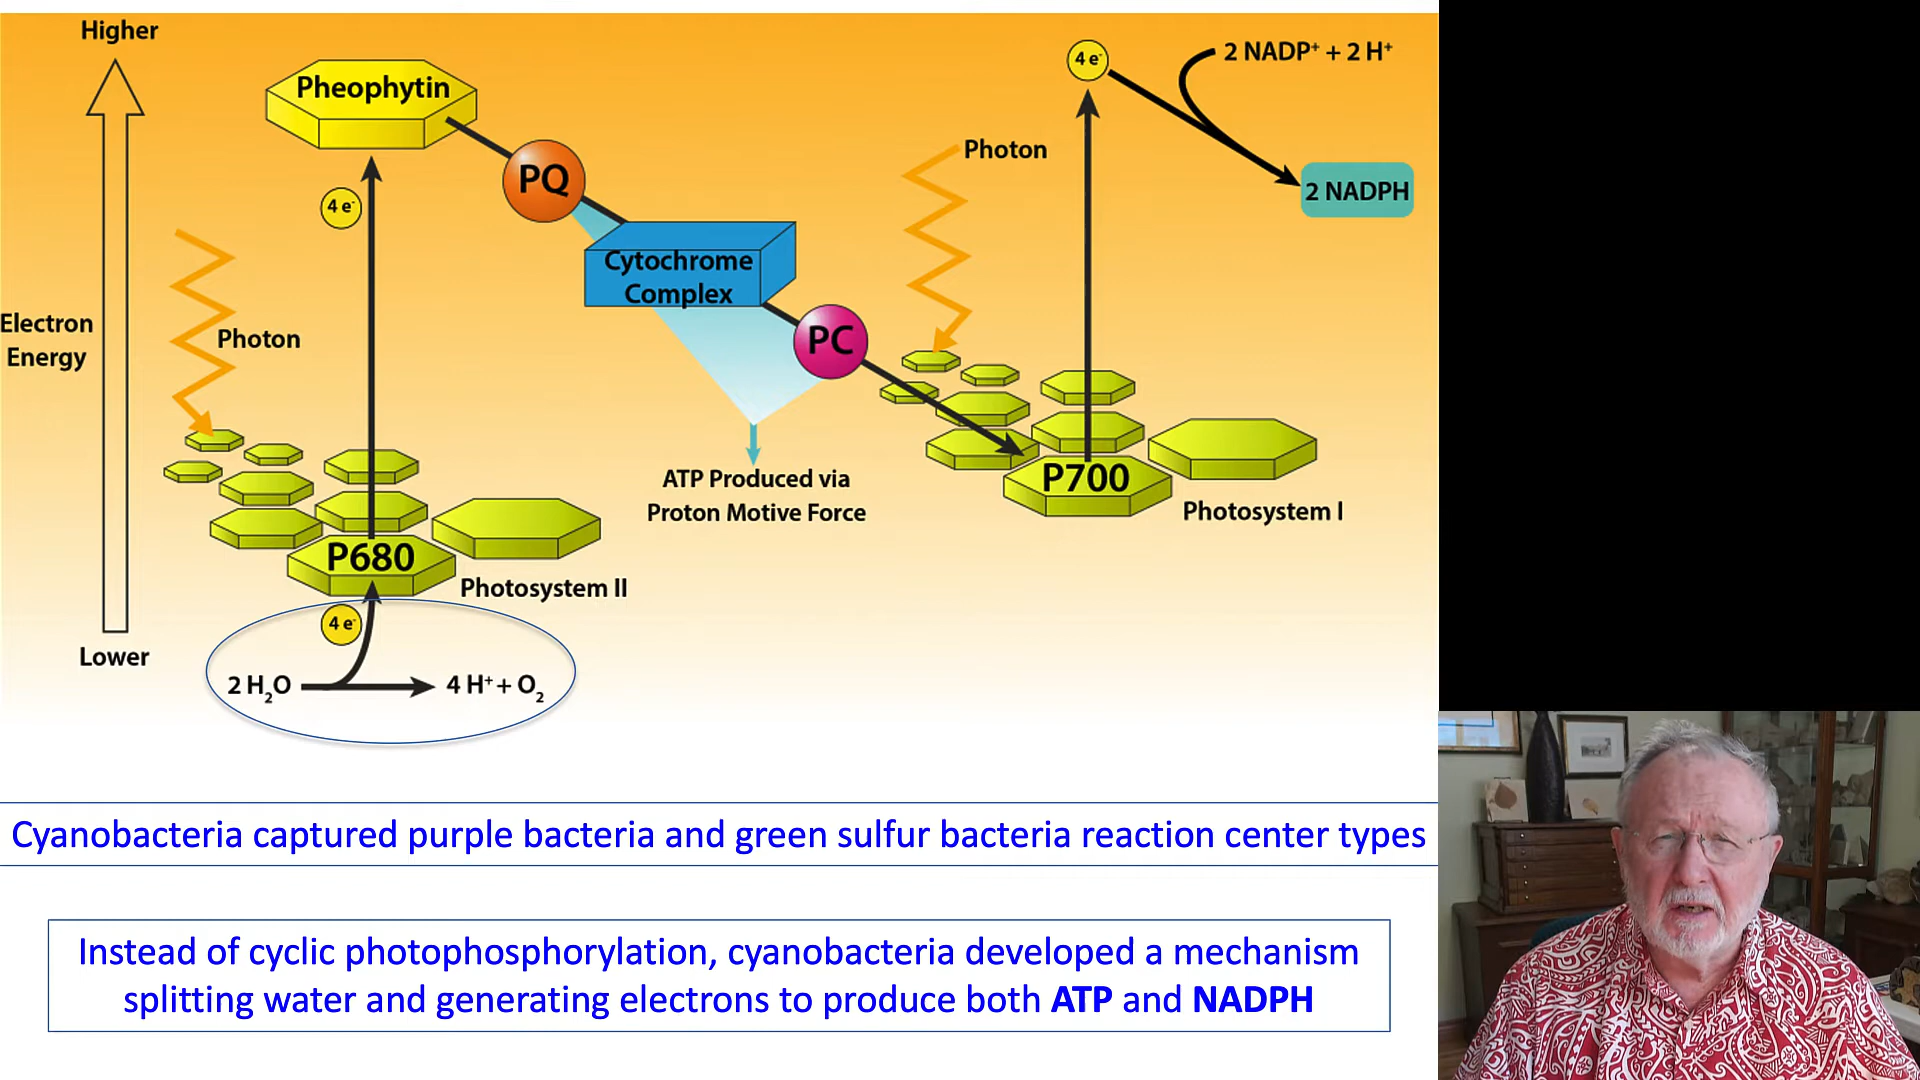 Higher
Pheophytin
4 e⁻
2 NADP⁺ + 2 H⁺
Photon
PQ
2 NADPH
4 e⁻
Cytochrome
Complex
Electron
Energy
Photon
PC
ATP Produced via
Proton Motive Force
P700
Photosystem I
P680
Photosystem II
4 e⁻
Lower
2 H₂O
4 H⁺ + O₂
Cyanobacteria captured purple bacteria and green sulfur bacteria reaction center types
Instead of cyclic photophosphorylation, cyanobacteria developed a mechanism
splitting water and generating electrons to produce both ATP and NADPH